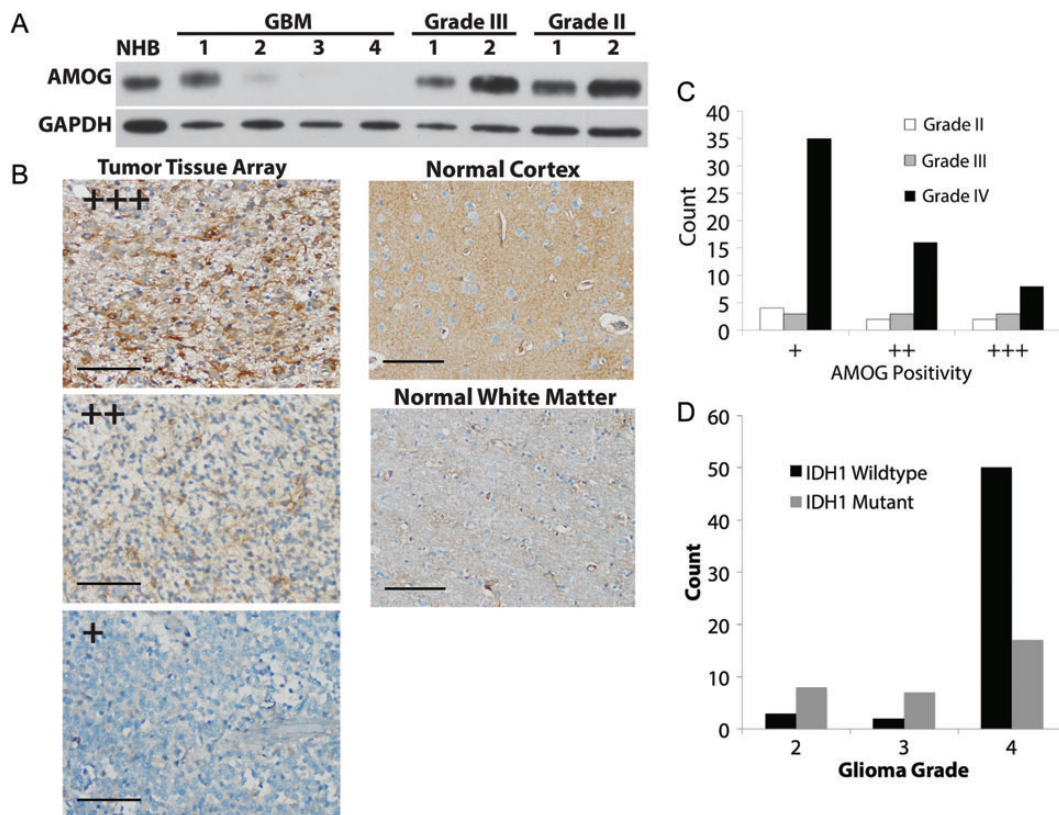 A
GBM Grade III Grade II
NHB 1 2 3 4 1 2 1 2
AMOG
GAPDH
B
Tumor Tissue Array
+++
++
+
Normal Cortex
Normal White Matter
C
Count
40
35
30
25
20
15
10
5
0
Grade II
Grade III
Grade IV
+ ++ +++
AMOG Positivity
D
Count
60
50
40
30
20
10
0
IDH1 Wildtype
IDH1 Mutant
2 3 4
Glioma Grade